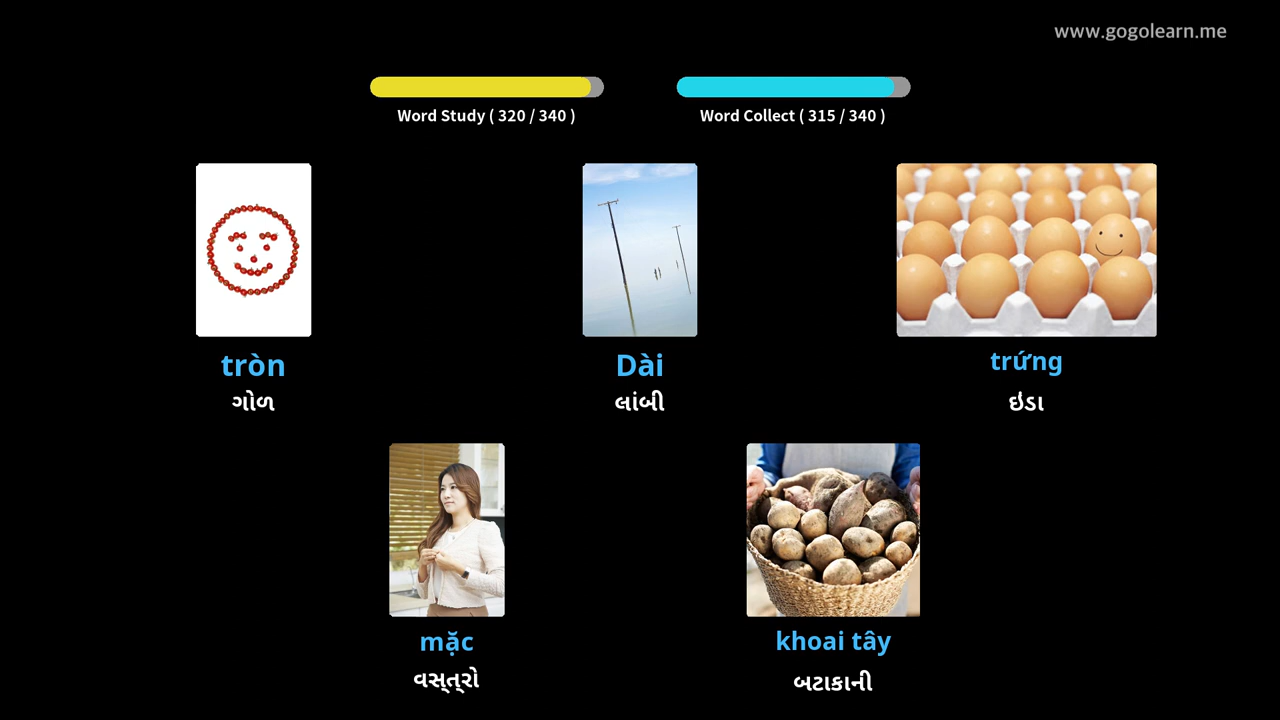 www.gogolearn.me
Word Study ( 320 / 340 )
Word Collect ( 315 / 340 )
tròn
ગોળ
Dài
લાંબી
trứng
ઇંડા
mặc
વસ્ત્રો
khoai tây
બટાકાની